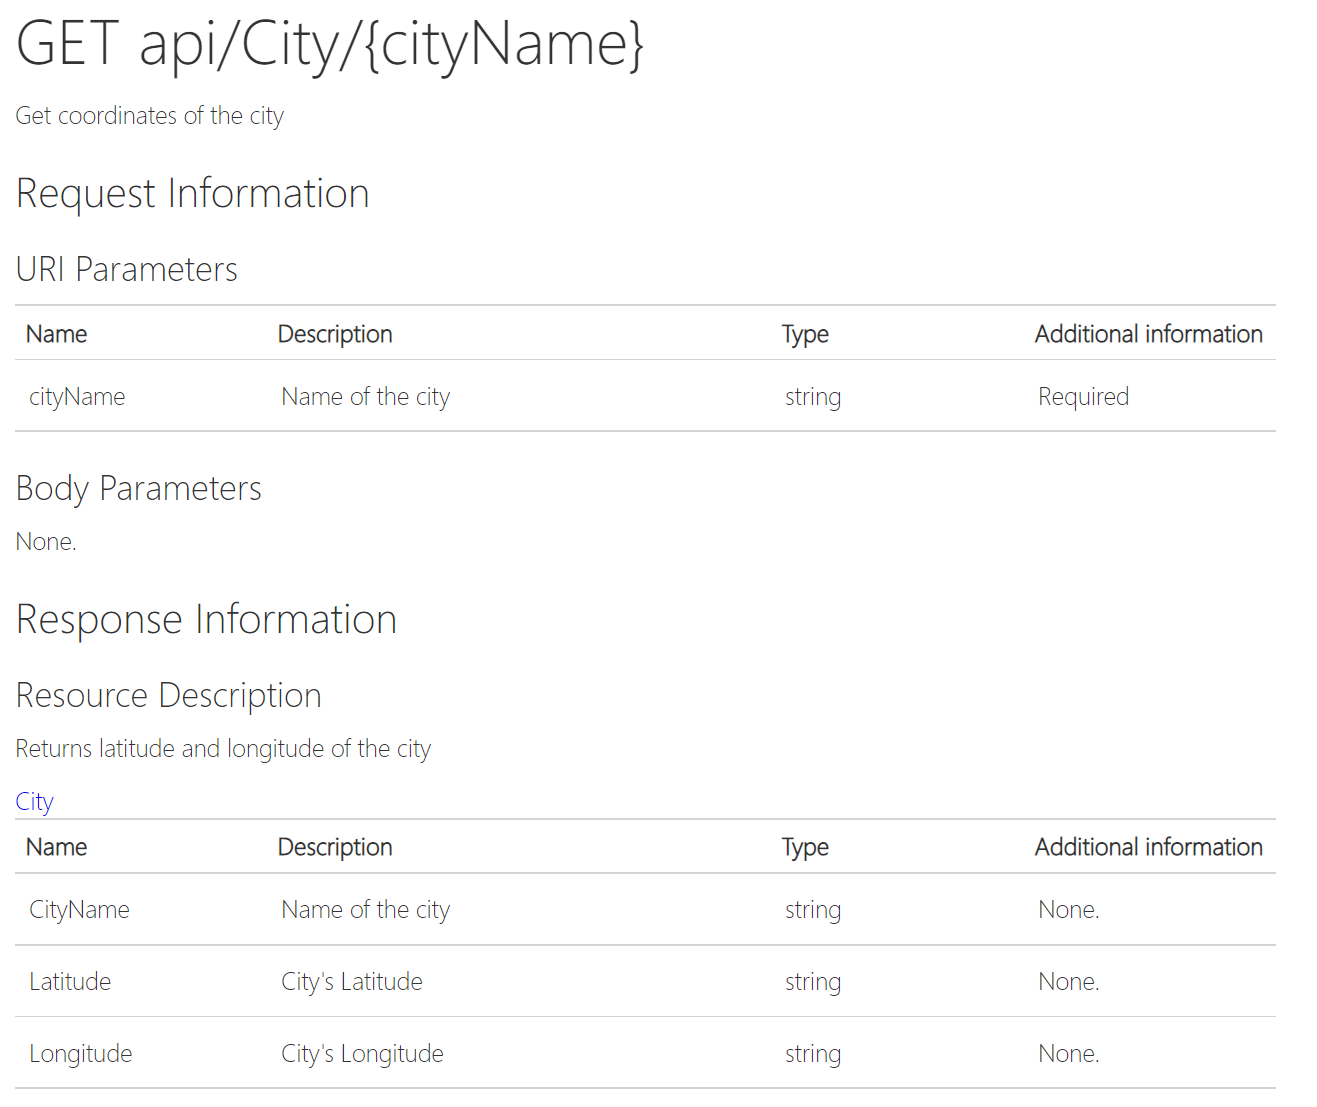 GET api/City/{cityName}
Get coordinates of the city
Request Information
URI Parameters
Name Description Type Additional information
cityName Name of the city string Required
Body Parameters
None.
Response Information
Resource Description
Returns latitude and longitude of the city
City
Name Description Type Additional information
CityName Name of the city string None.
Latitude City's Latitude string None.
Longitude City's Longitude string None.